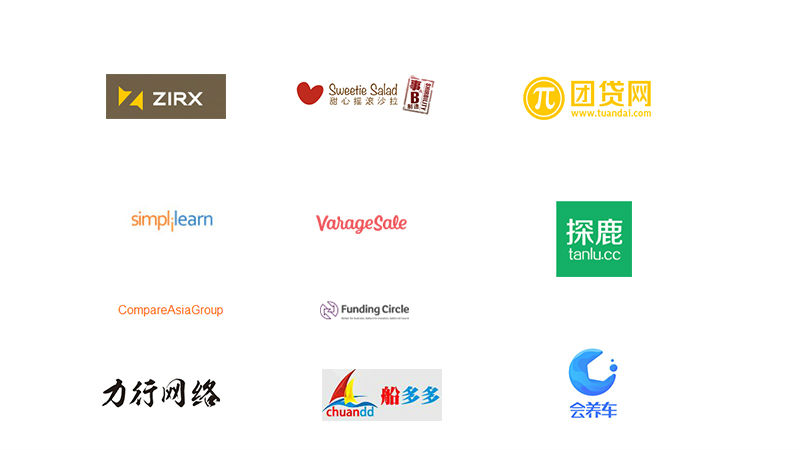 ZIRX
Sweetie Salad
甜心摇滚沙拉
事B
SHIBILITY
团贷网
www.tuandai.com
simplilearn
VarageSale
探鹿
tanlu.cc
CompareAsiaGroup
Funding Circle
力行网络
chuandd
船多多
会养车